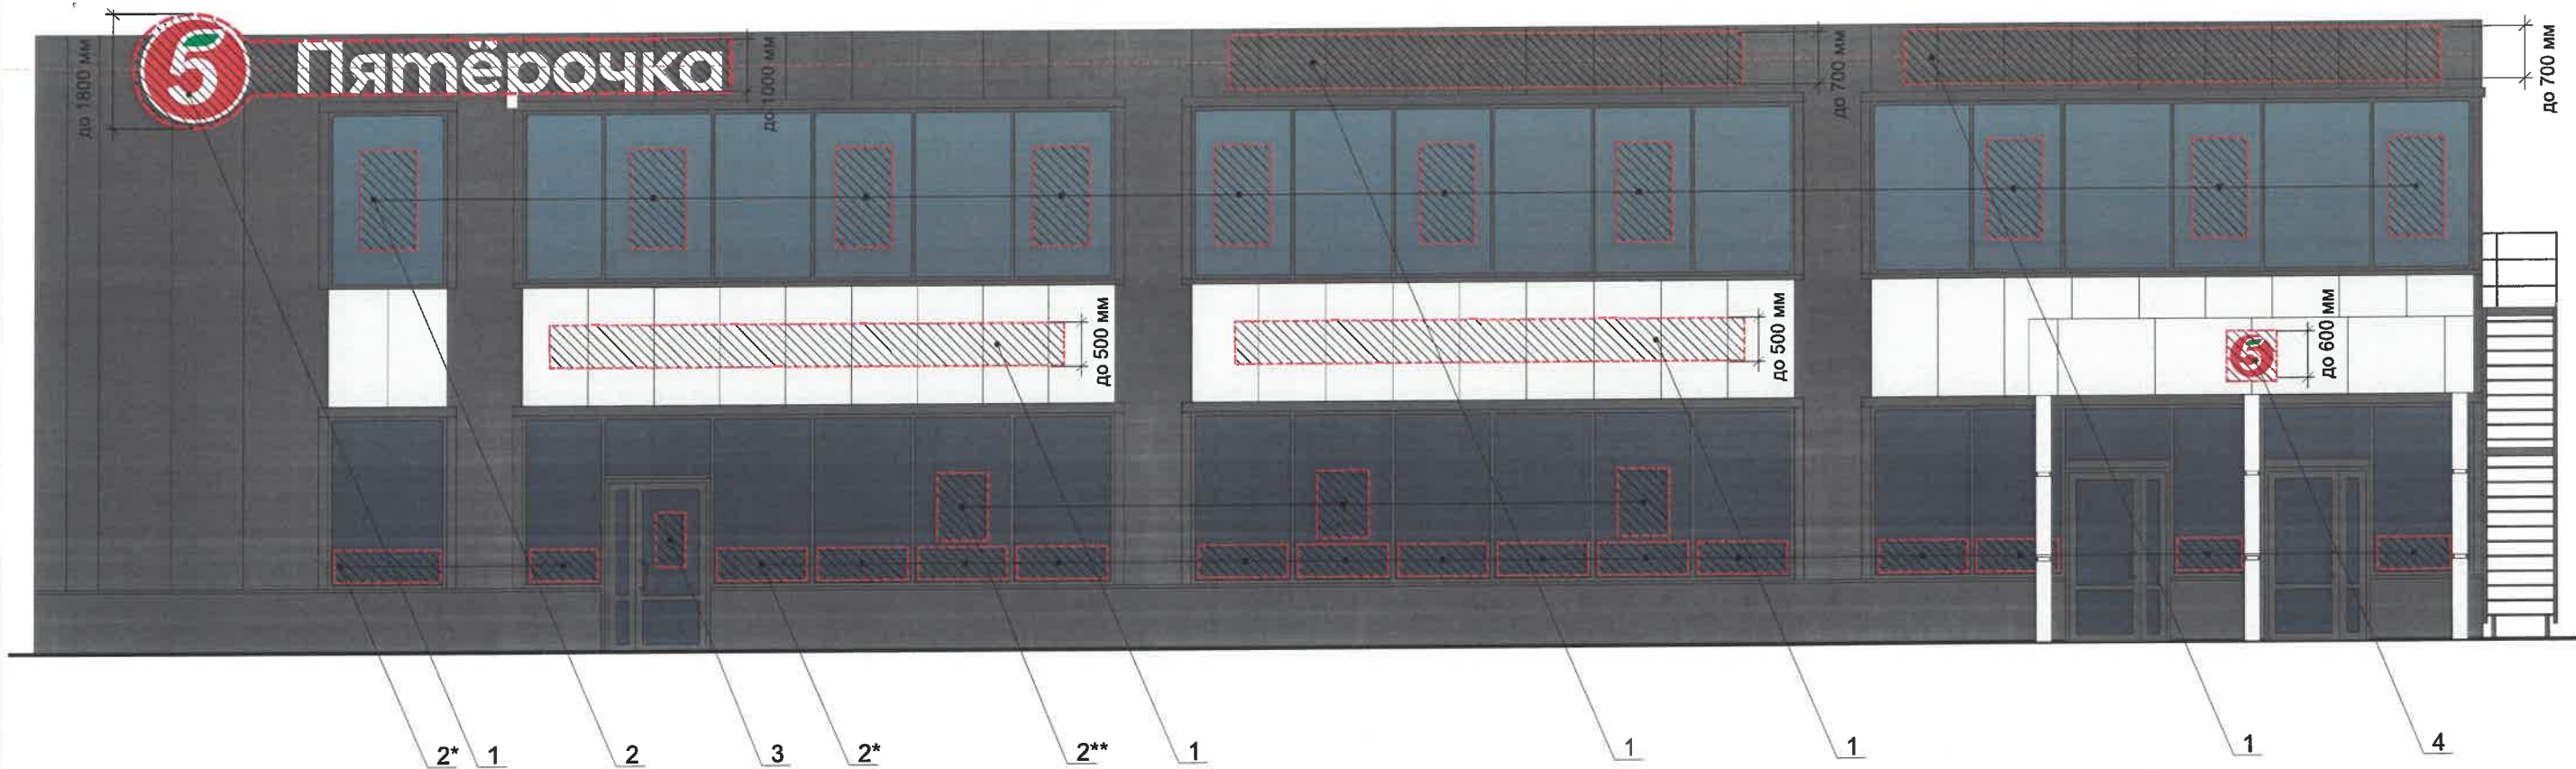 5 Пятёрочка
до 1800 мм
до 1000 мм
до 700 мм
до 700 мм
до 500 мм
до 500 мм
5
до 600 мм
2* 1 2 3 2* 2** 1 1 1 1 4